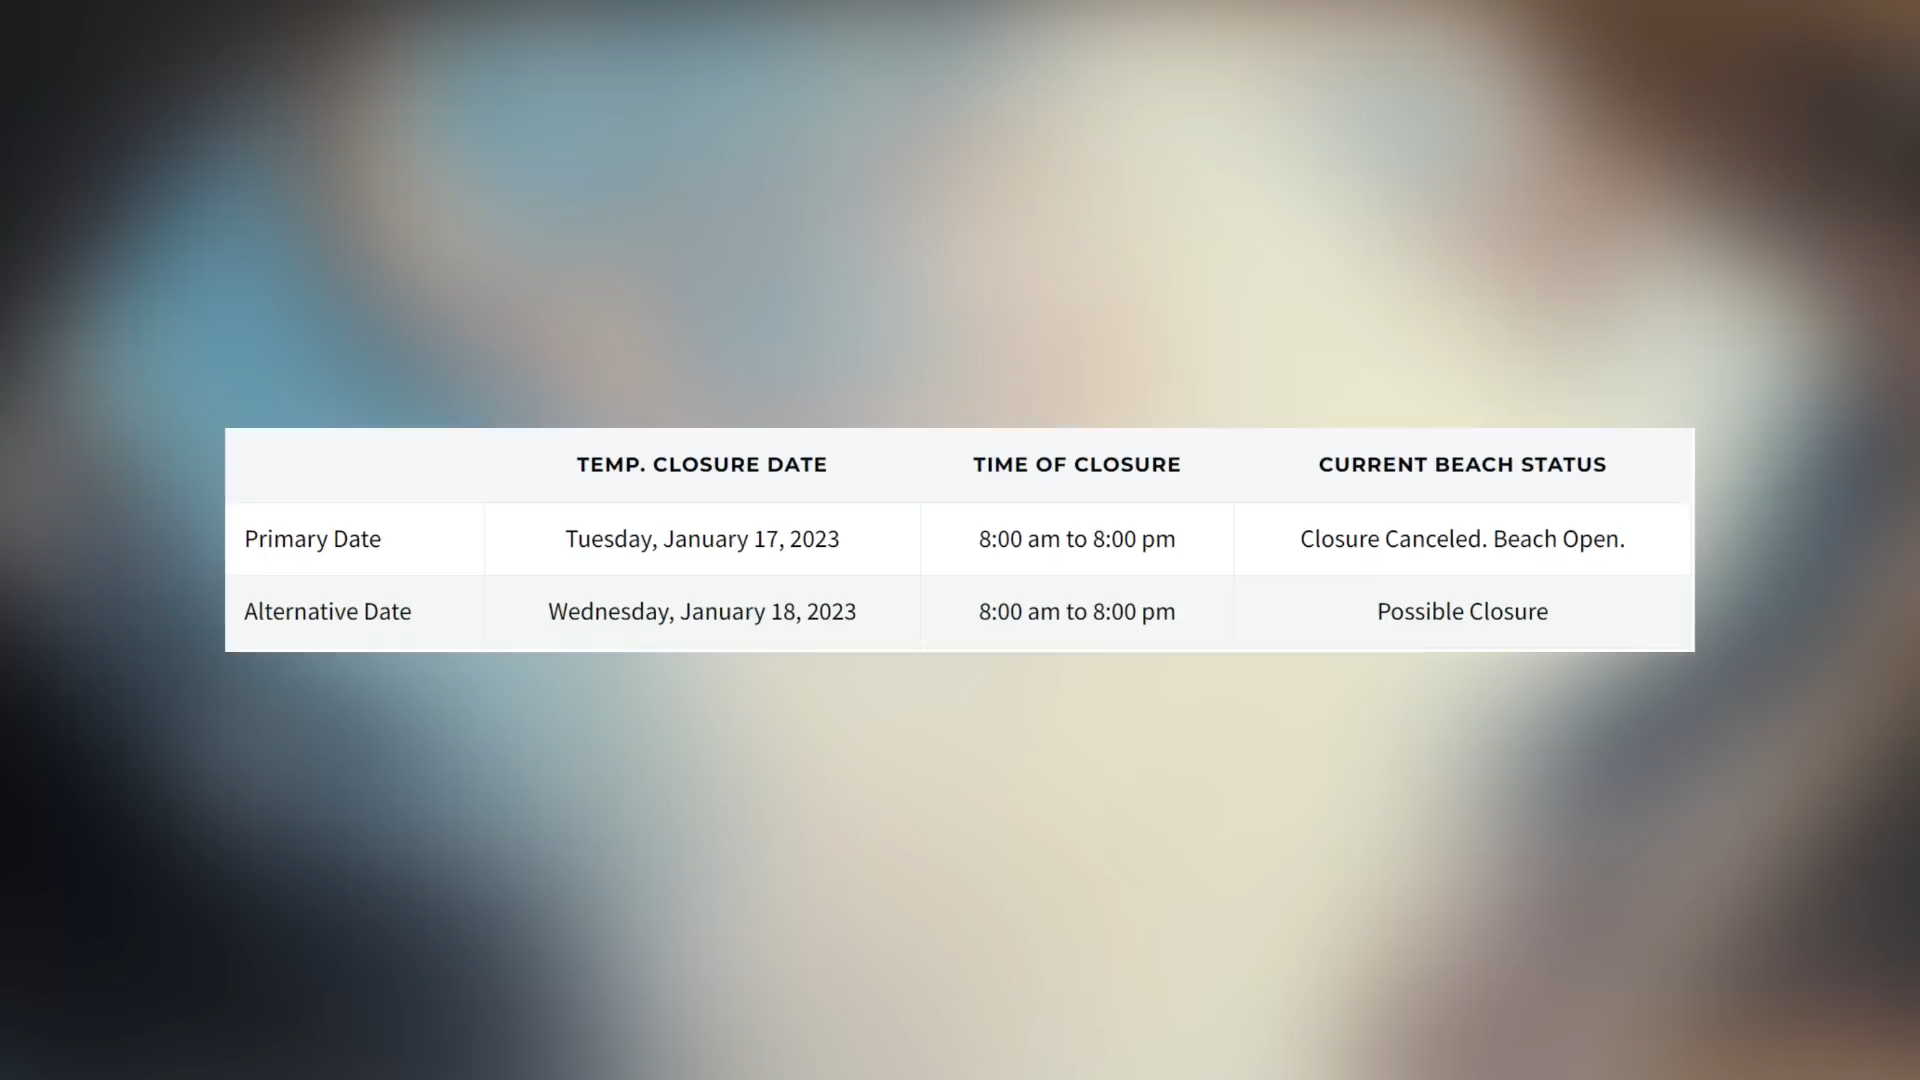 TEMP. CLOSURE DATE TIME OF CLOSURE CURRENT BEACH STATUS
Primary Date Tuesday, January 17, 2023 8:00 am to 8:00 pm Closure Canceled. Beach Open.
Alternative Date Wednesday, January 18, 2023 8:00 am to 8:00 pm Possible Closure